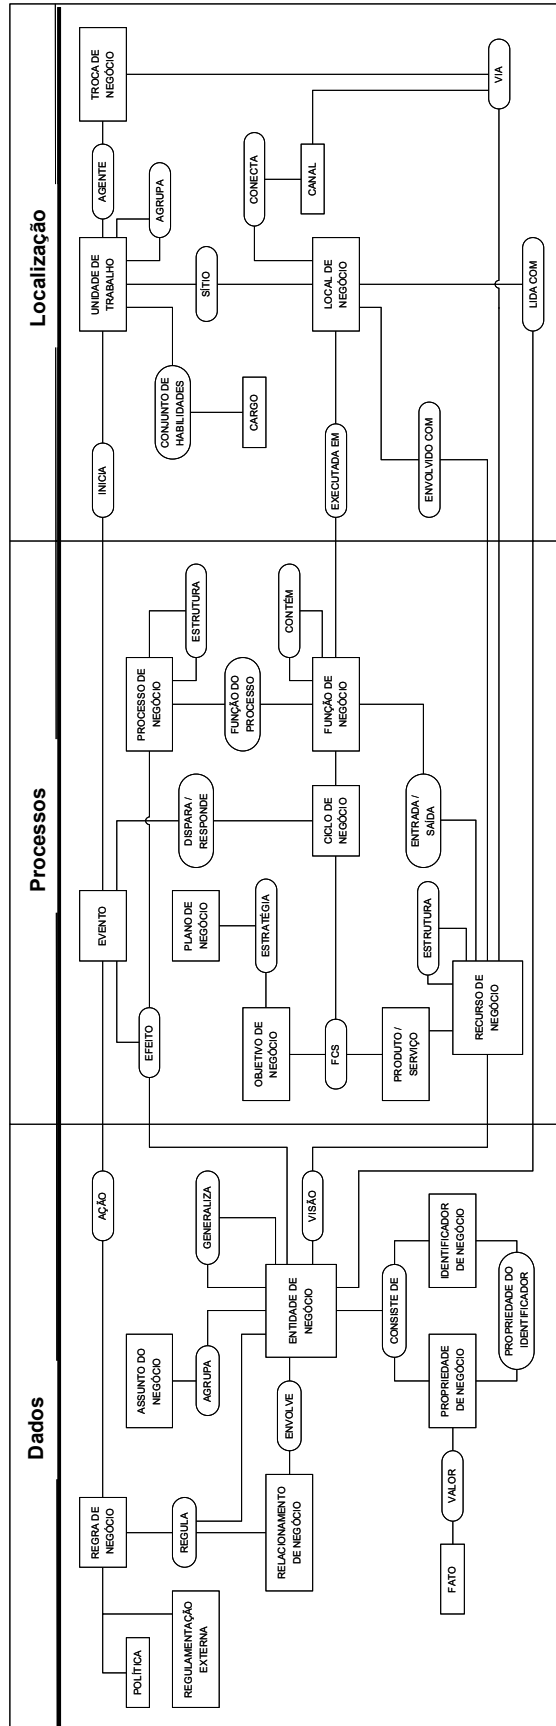 Dados
Processos
Localização
REGRA DE
NEGÓCIO
AÇÃO
EVENTO
INICIA
UNIDADE DE
TRABALHO
AGENTE
TROCA DE
NEGÓCIO
POLÍTICA
REGULAMENTAÇÃO
EXTERNA
REGULA
ASSUNTO DO
NEGÓCIO
AGRUPA
GENERALIZA
EFEITO
PLANO DE
NEGÓCIO
DISPARA /
RESPONDE
PROCESSO DE
NEGÓCIO
ESTRUTURA
CONJUNTO DE
HABILIDADES
AGRUPA
RELACIONAMENTO
DE NEGÓCIO
ENVOLVE
ENTIDADE DE
NEGÓCIO
VISÃO
OBJETIVO DE
NEGÓCIO
ESTRATÉGIA
FUNÇÃO DO
PROCESSO
CARGO
SÍTIO
CONECTA
FCS
CICLO DE
NEGÓCIO
FUNÇÃO DE
NEGÓCIO
CONTÉM
EXECUTADA EM
LOCAL DE
NEGÓCIO
CANAL
CONSISTE DE
PRODUTO /
SERVIÇO
ESTRUTURA
ENTRADA /
SAÍDA
ENVOLVIDO COM
FATO
VALOR
PROPRIEDADE
DE NEGÓCIO
IDENTIFICADOR
DE NEGÓCIO
PROPRIEDADE DO
IDENTIFICADOR
RECURSO DE
NEGÓCIO
LIDA COM
VIA